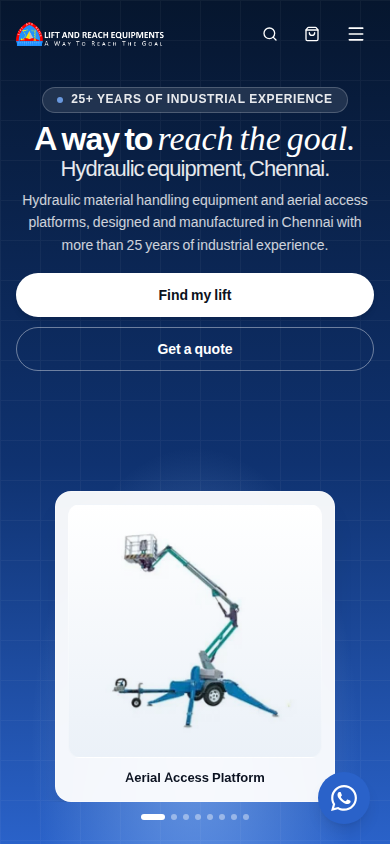 LIFT AND REACH EQUIPMENTS
A Way To Reach The Goal
25+ YEARS OF INDUSTRIAL EXPERIENCE
A way to reach the goal.
Hydraulic equipment, Chennai.
Hydraulic material handling equipment and aerial access
platforms, designed and manufactured in Chennai with
more than 25 years of industrial experience.
Find my lift
Get a quote
Aerial Access Platform